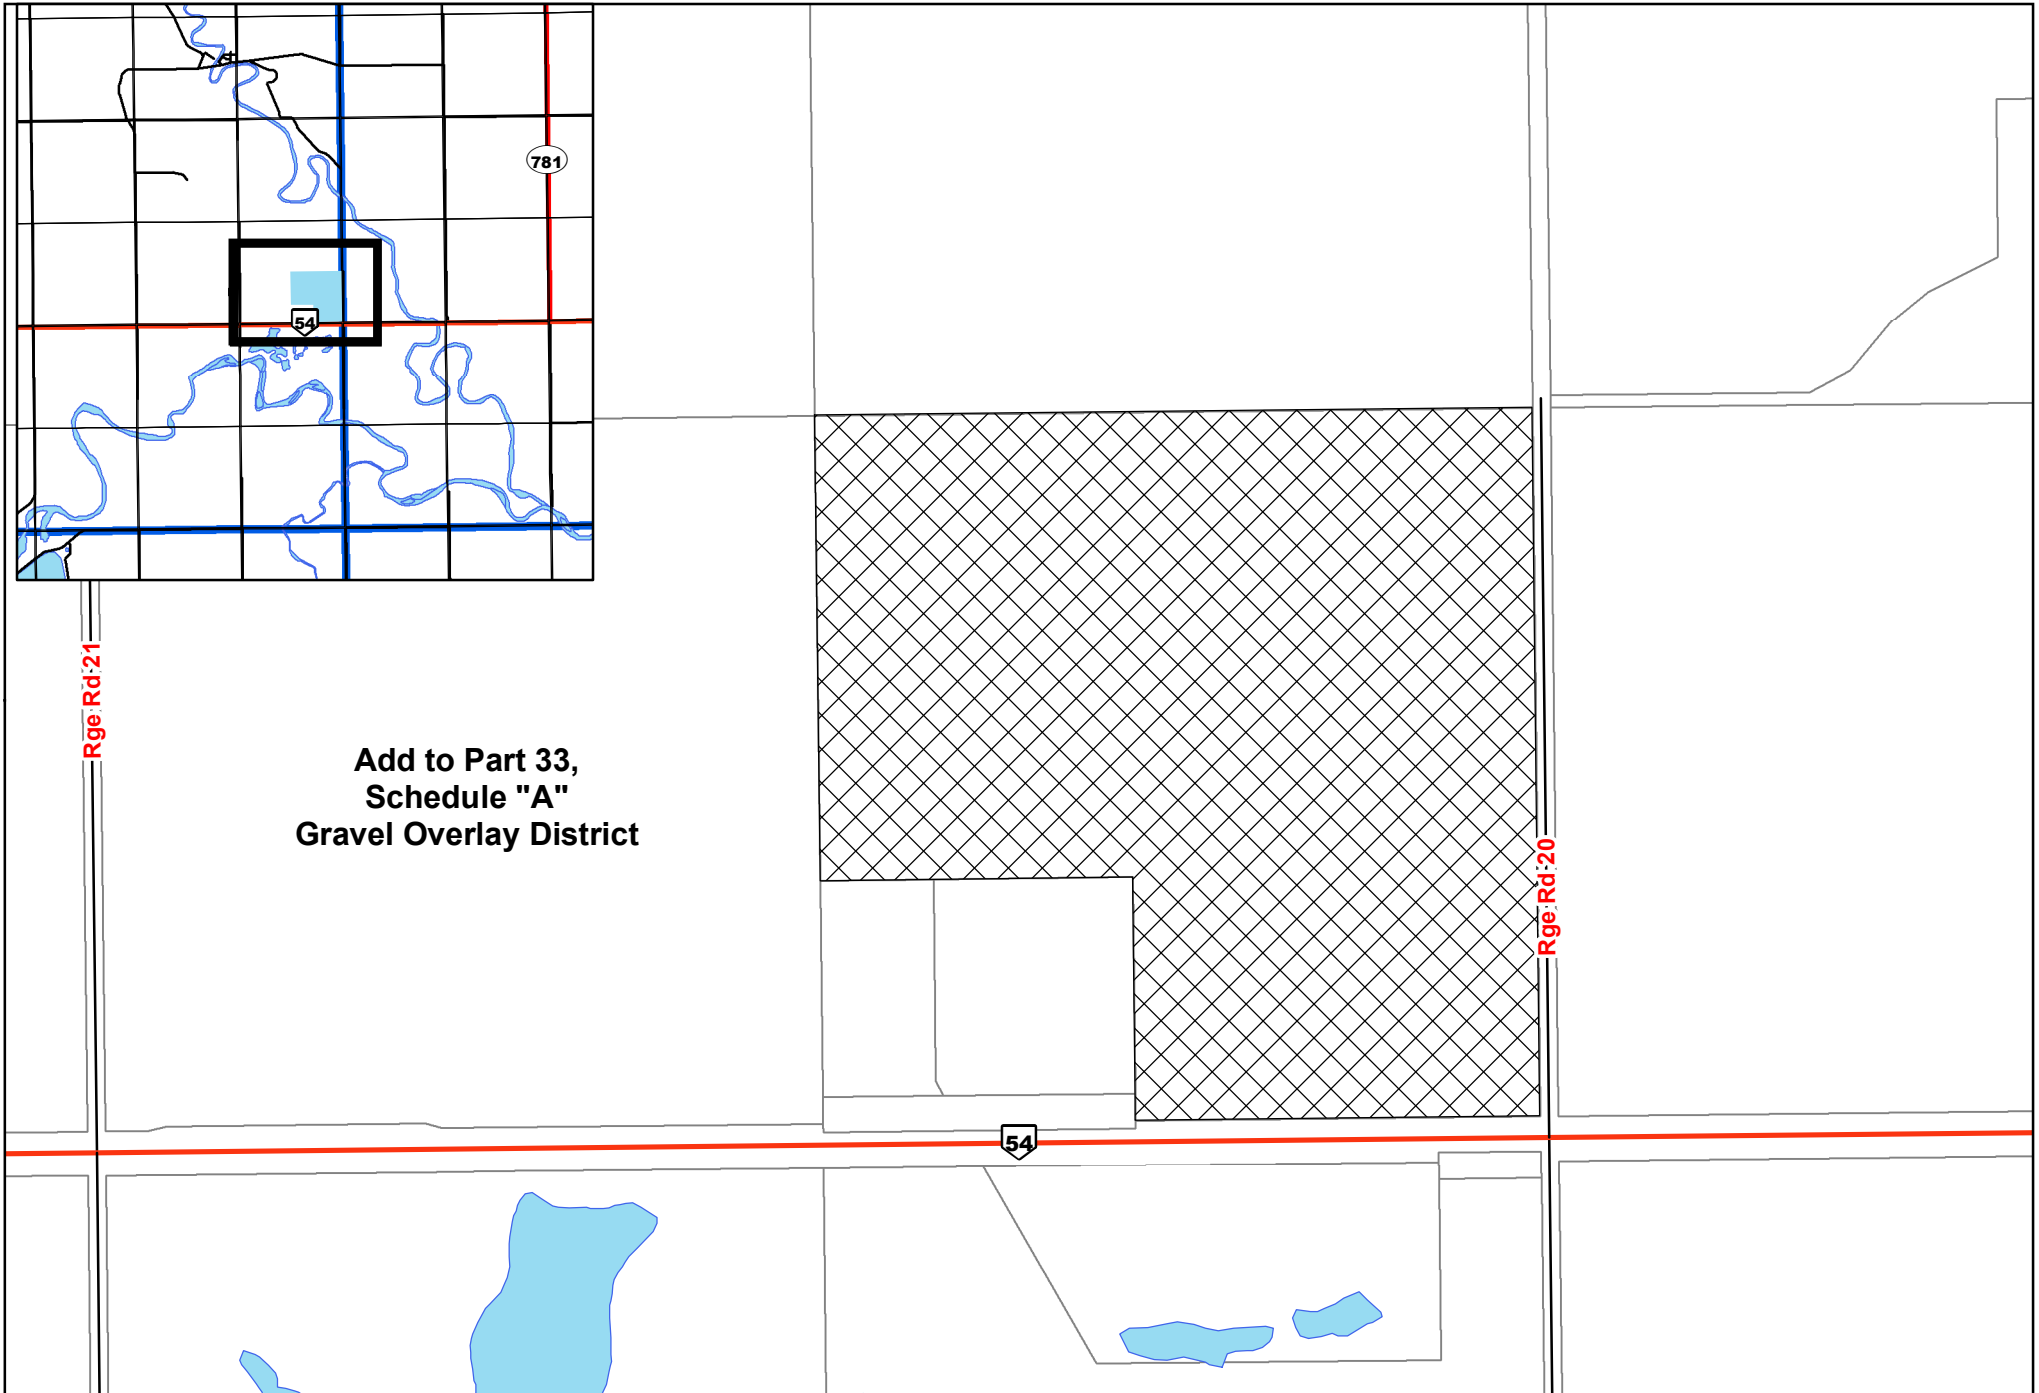 781
54
Rge Rd 21
Add to Part 33,
Schedule "A"
Gravel Overlay District
Rge Rd 20
54